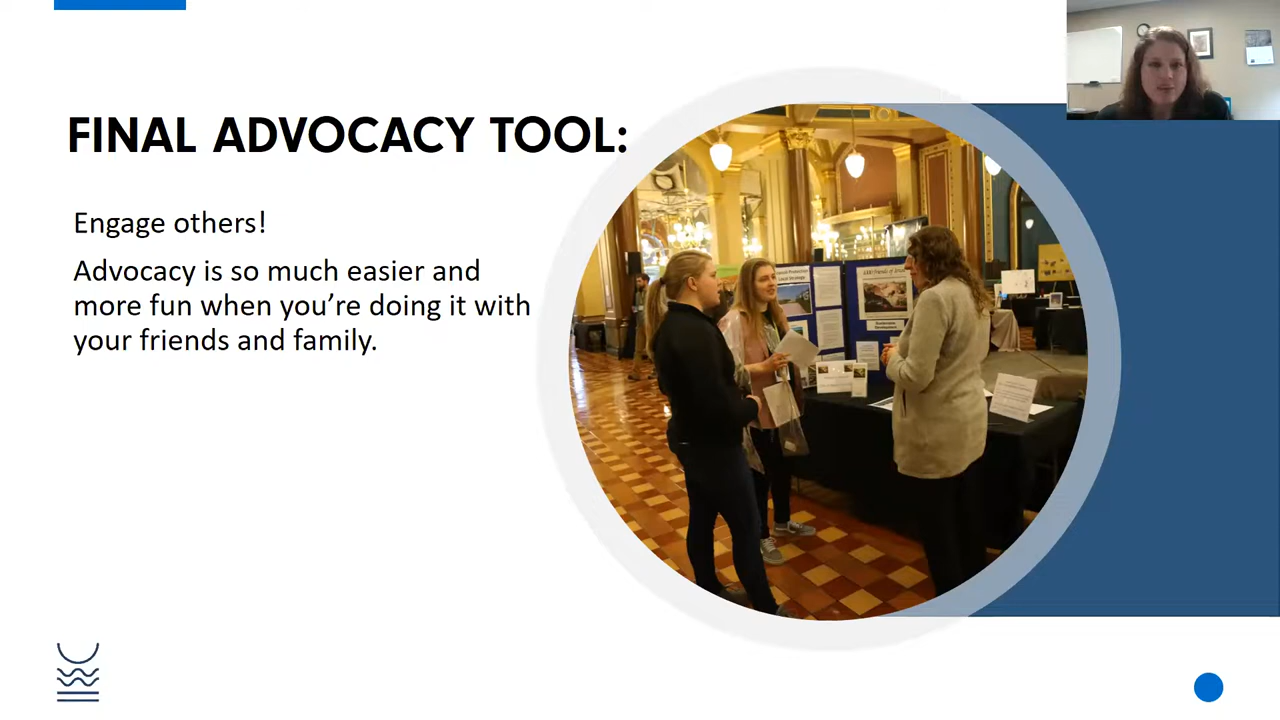 FINAL ADVOCACY TOOL:
Engage others!
Advocacy is so much easier and
more fun when you’re doing it with
your friends and family.